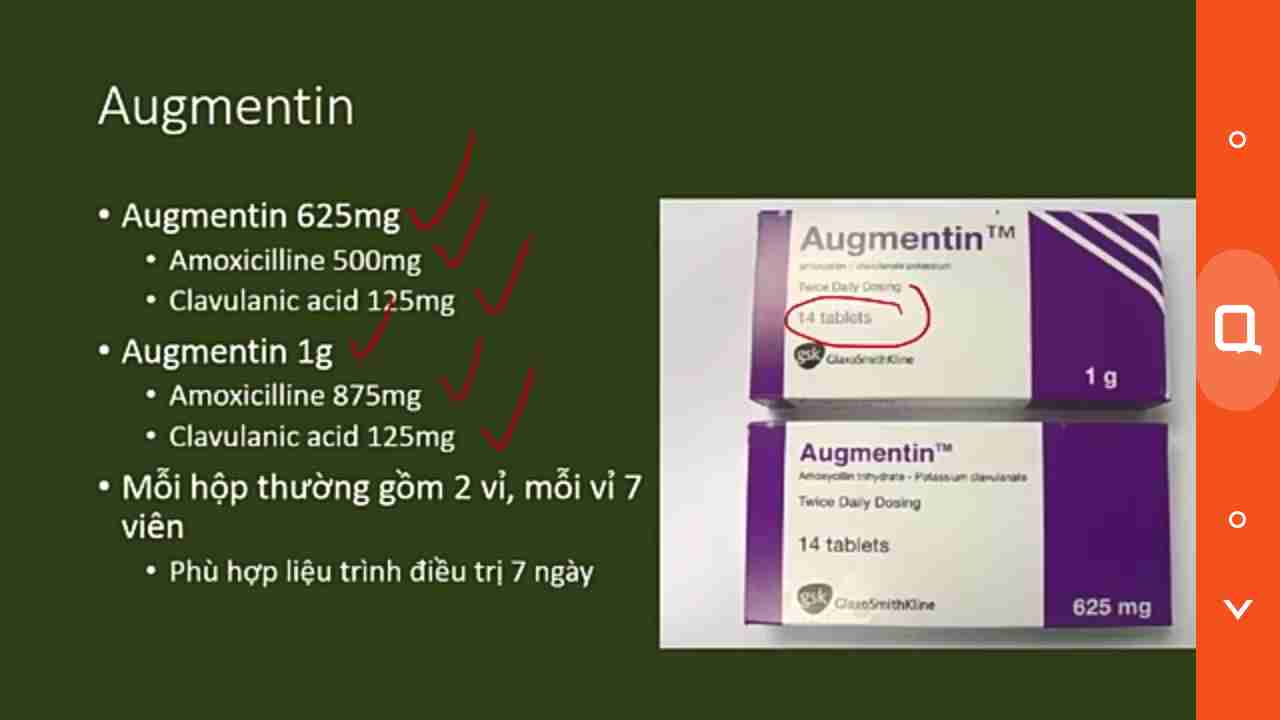 Augmentin
• Augmentin 625mg
• Amoxicilline 500mg
• Clavulanic acid 125mg
• Augmentin 1g
• Amoxicilline 875mg
• Clavulanic acid 125mg
• Mỗi hộp thường gồm 2 vỉ, mỗi vỉ 7
viên
• Phù hợp liệu trình điều trị 7 ngày
Augmentin™
Twice Daily Dosing
14 tablets
gsk GlaxoSmithKline
1 g
Augmentin™
Amoxycillin trihydrate - Potassium clavulanate
Twice Daily Dosing
14 tablets
gsk GlaxoSmithKline
625 mg